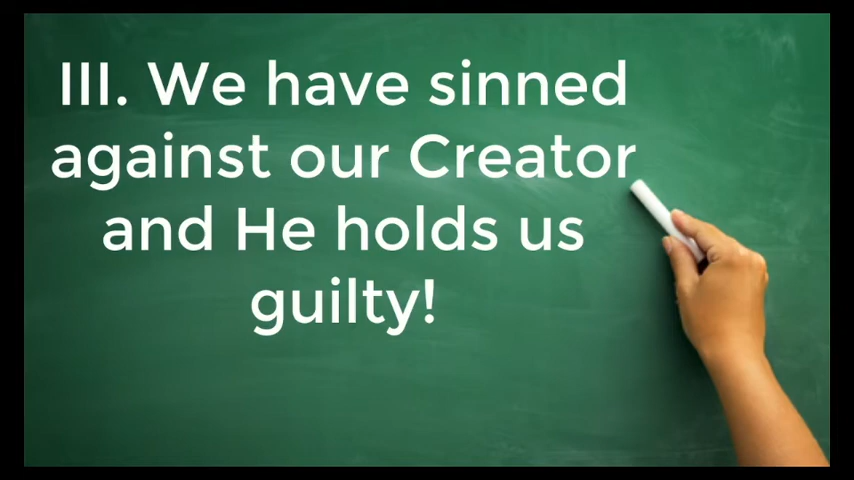 III. We have sinned
against our Creator
and He holds us
guilty!